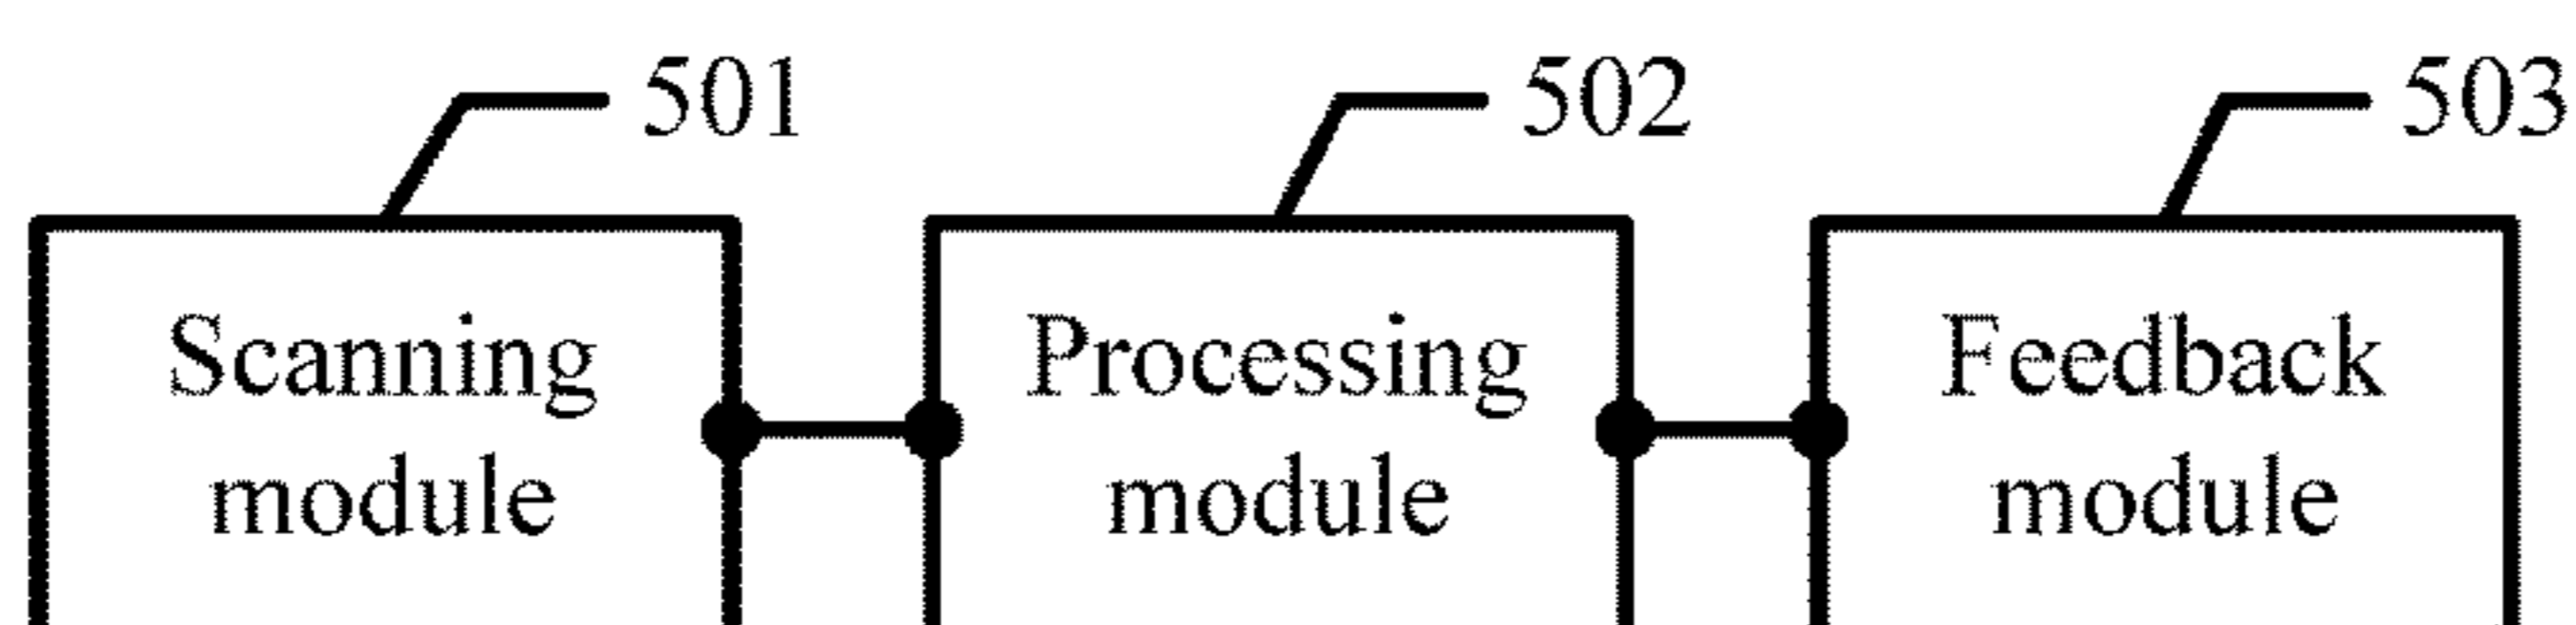 501
502
503
Scanning
module
Processing
module
Feedback
module